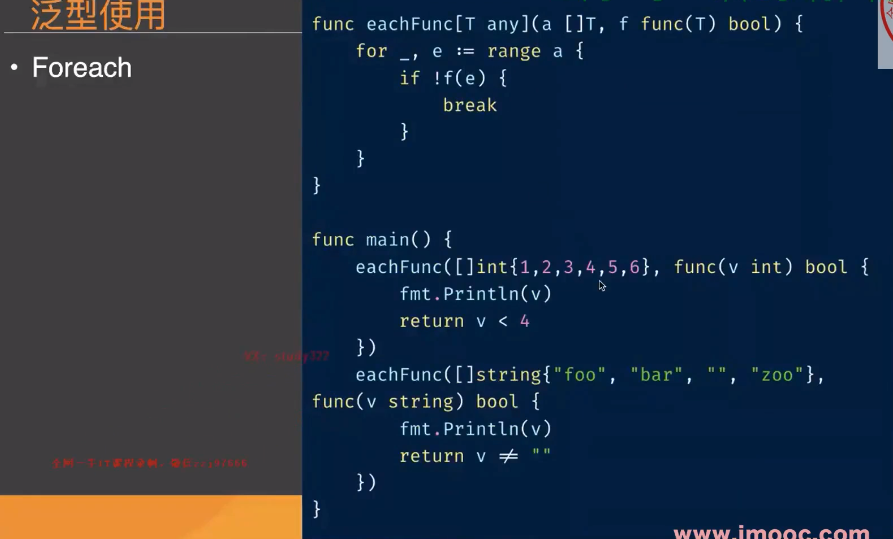 泛型使用
• Foreach
func eachFunc[T any](a []T, f func(T) bool) {
    for _, e := range a {
        if !f(e) {
            break
        }
    }
}
func main() {
    eachFunc([]int{1,2,3,4,5,6}, func(v int) bool {
        fmt.Println(v)
        return v < 4
    })
    eachFunc([]string{"foo", "bar", "", "zoo"},
func(v string) bool {
        fmt.Println(v)
        return v ≠ ""
    })
}
www.imooc.com